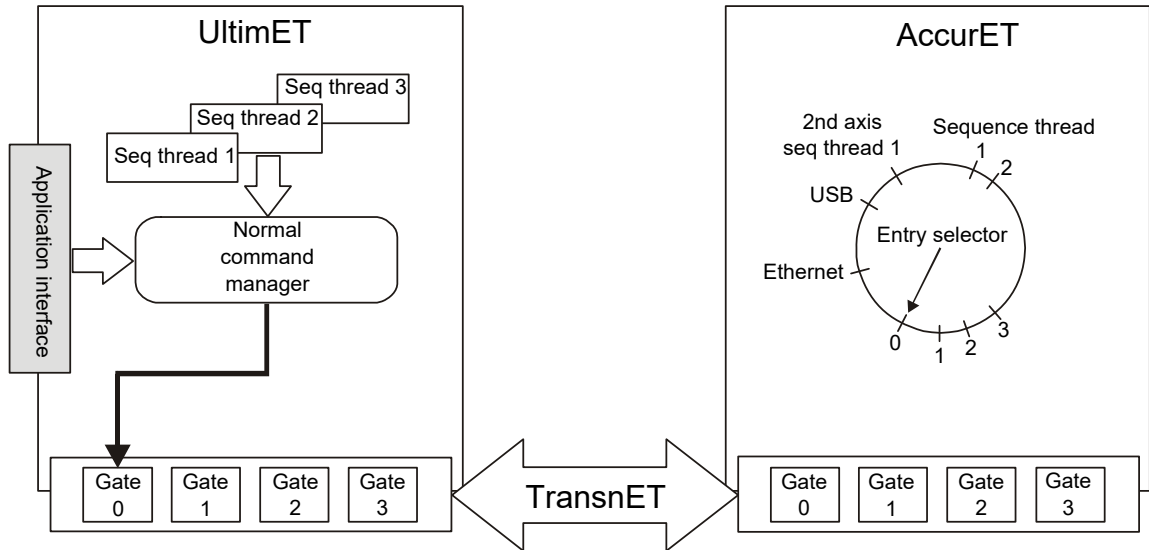 UltimET
Seq thread 3
Seq thread 2
Seq thread 1
Application interface
Normal
command
manager
Gate
0
Gate
1
Gate
2
Gate
3
TransnET
AccurET
2nd axis
seq thread 1
Sequence thread
1
2
USB
Entry selector
Ethernet
0
1
2
3
Gate
0
Gate
1
Gate
2
Gate
3